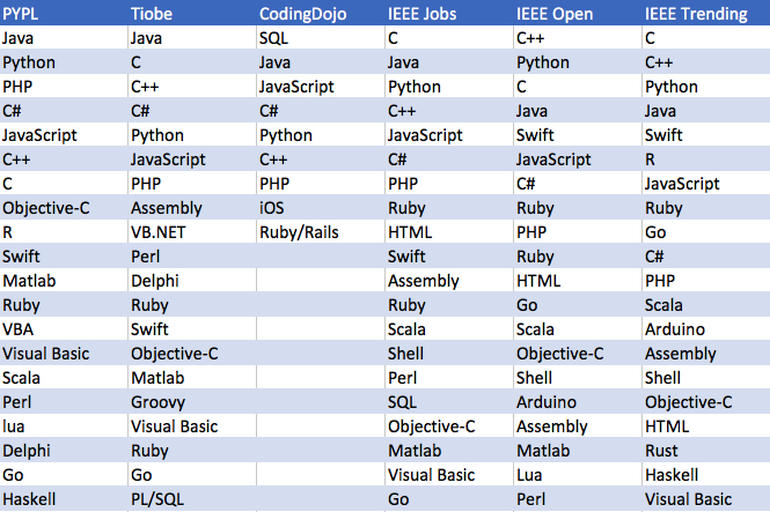 PYPL Tiobe CodingDojo IEEE Jobs IEEE Open IEEE Trending
Java Java SQL C C++ C
Python C Java Java Python C++
PHP C++ JavaScript Python C Python
C# C# C# C++ Java Java
JavaScript Python Python JavaScript Swift Swift
C++ JavaScript C++ C# JavaScript R
C PHP PHP PHP C# JavaScript
Objective-C Assembly iOS Ruby Ruby Ruby
R VB.NET Ruby/Rails HTML PHP Go
Swift Perl Swift Ruby C#
Matlab Delphi Assembly HTML PHP
Ruby Ruby Ruby Go Scala
VBA Swift Scala Scala Arduino
Visual Basic Objective-C Shell Objective-C Assembly
Scala Matlab Perl Shell Shell
Perl Groovy SQL Arduino Objective-C
lua Visual Basic Objective-C Assembly HTML
Delphi Ruby Matlab Matlab Rust
Go Go Visual Basic Lua Haskell
Haskell PL/SQL Go Perl Visual Basic